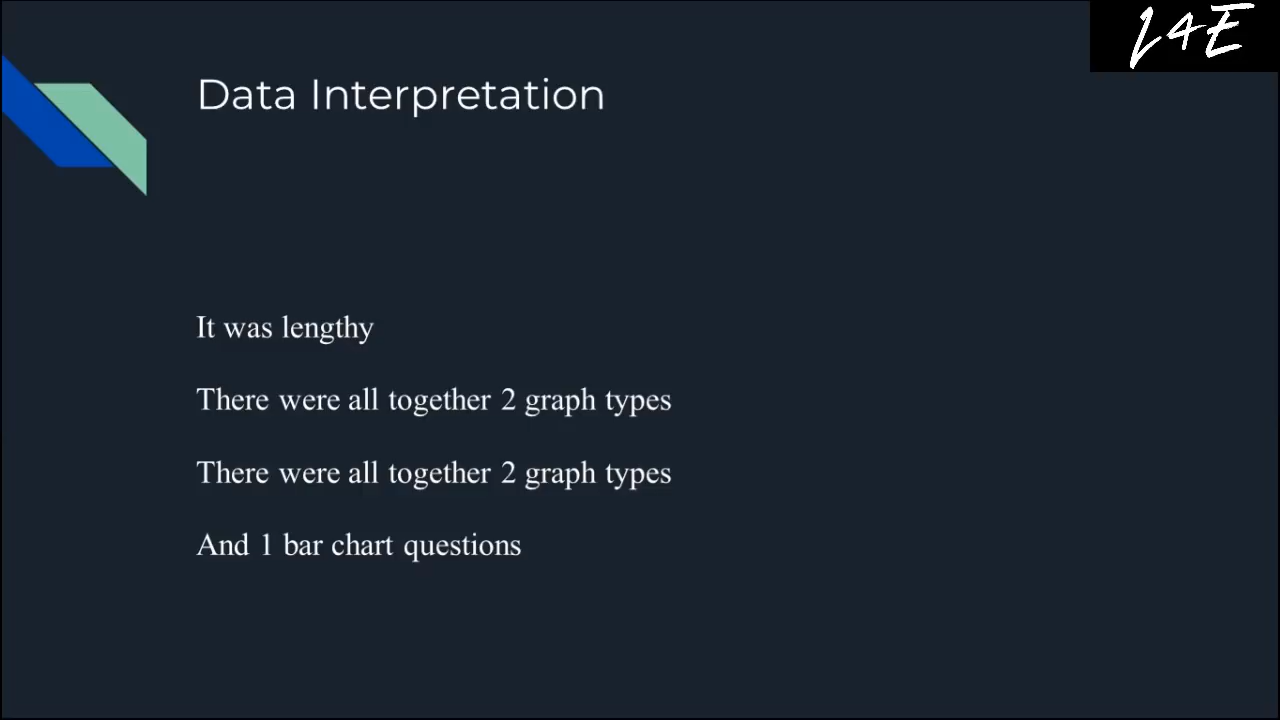 L4E
Data Interpretation
It was lengthy
There were all together 2 graph types
There were all together 2 graph types
And 1 bar chart questions